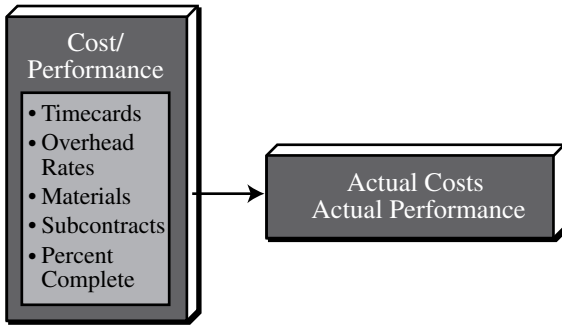 Cost/
Performance
• Timecards
• Overhead
Rates
• Materials
• Subcontracts
• Percent
Complete
Actual Costs
Actual Performance